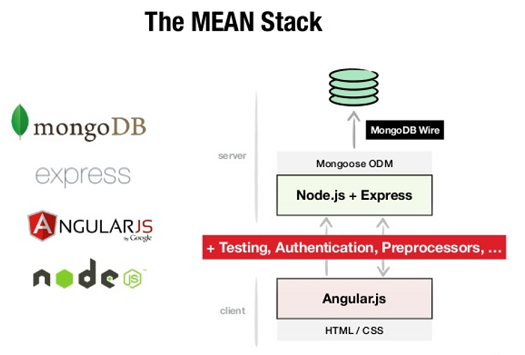 The MEAN Stack
mongoDB
express
ANGULARJS
by Google
node
JS
server
client
MongoDB Wire
Mongoose ODM
Node.js + Express
+ Testing, Authentication, Preprocessors, ...
Angular.js
HTML / CSS